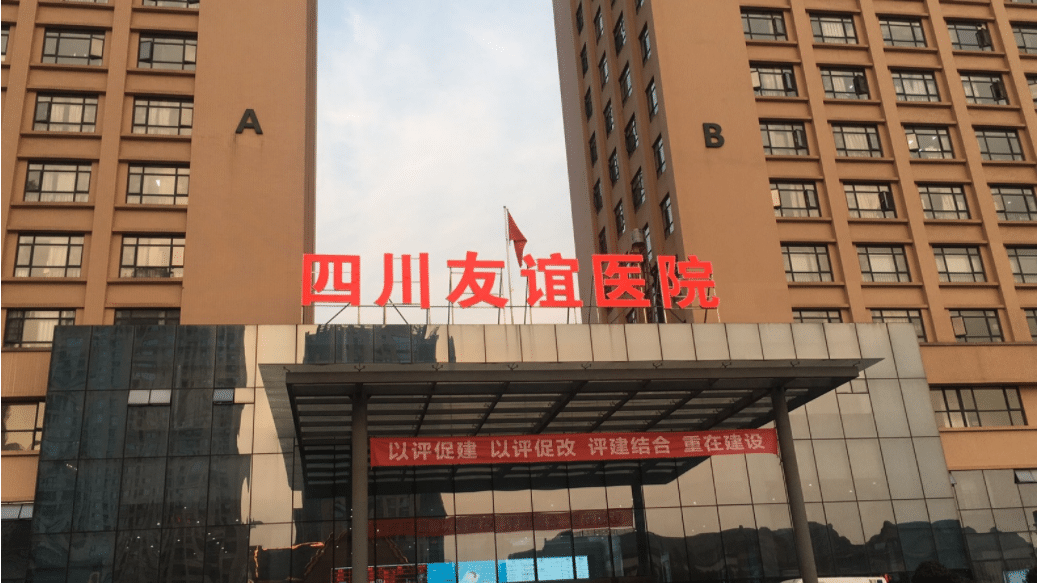 A
B
四川友谊医院
以评促建 以评促改 评建结合 重在建设